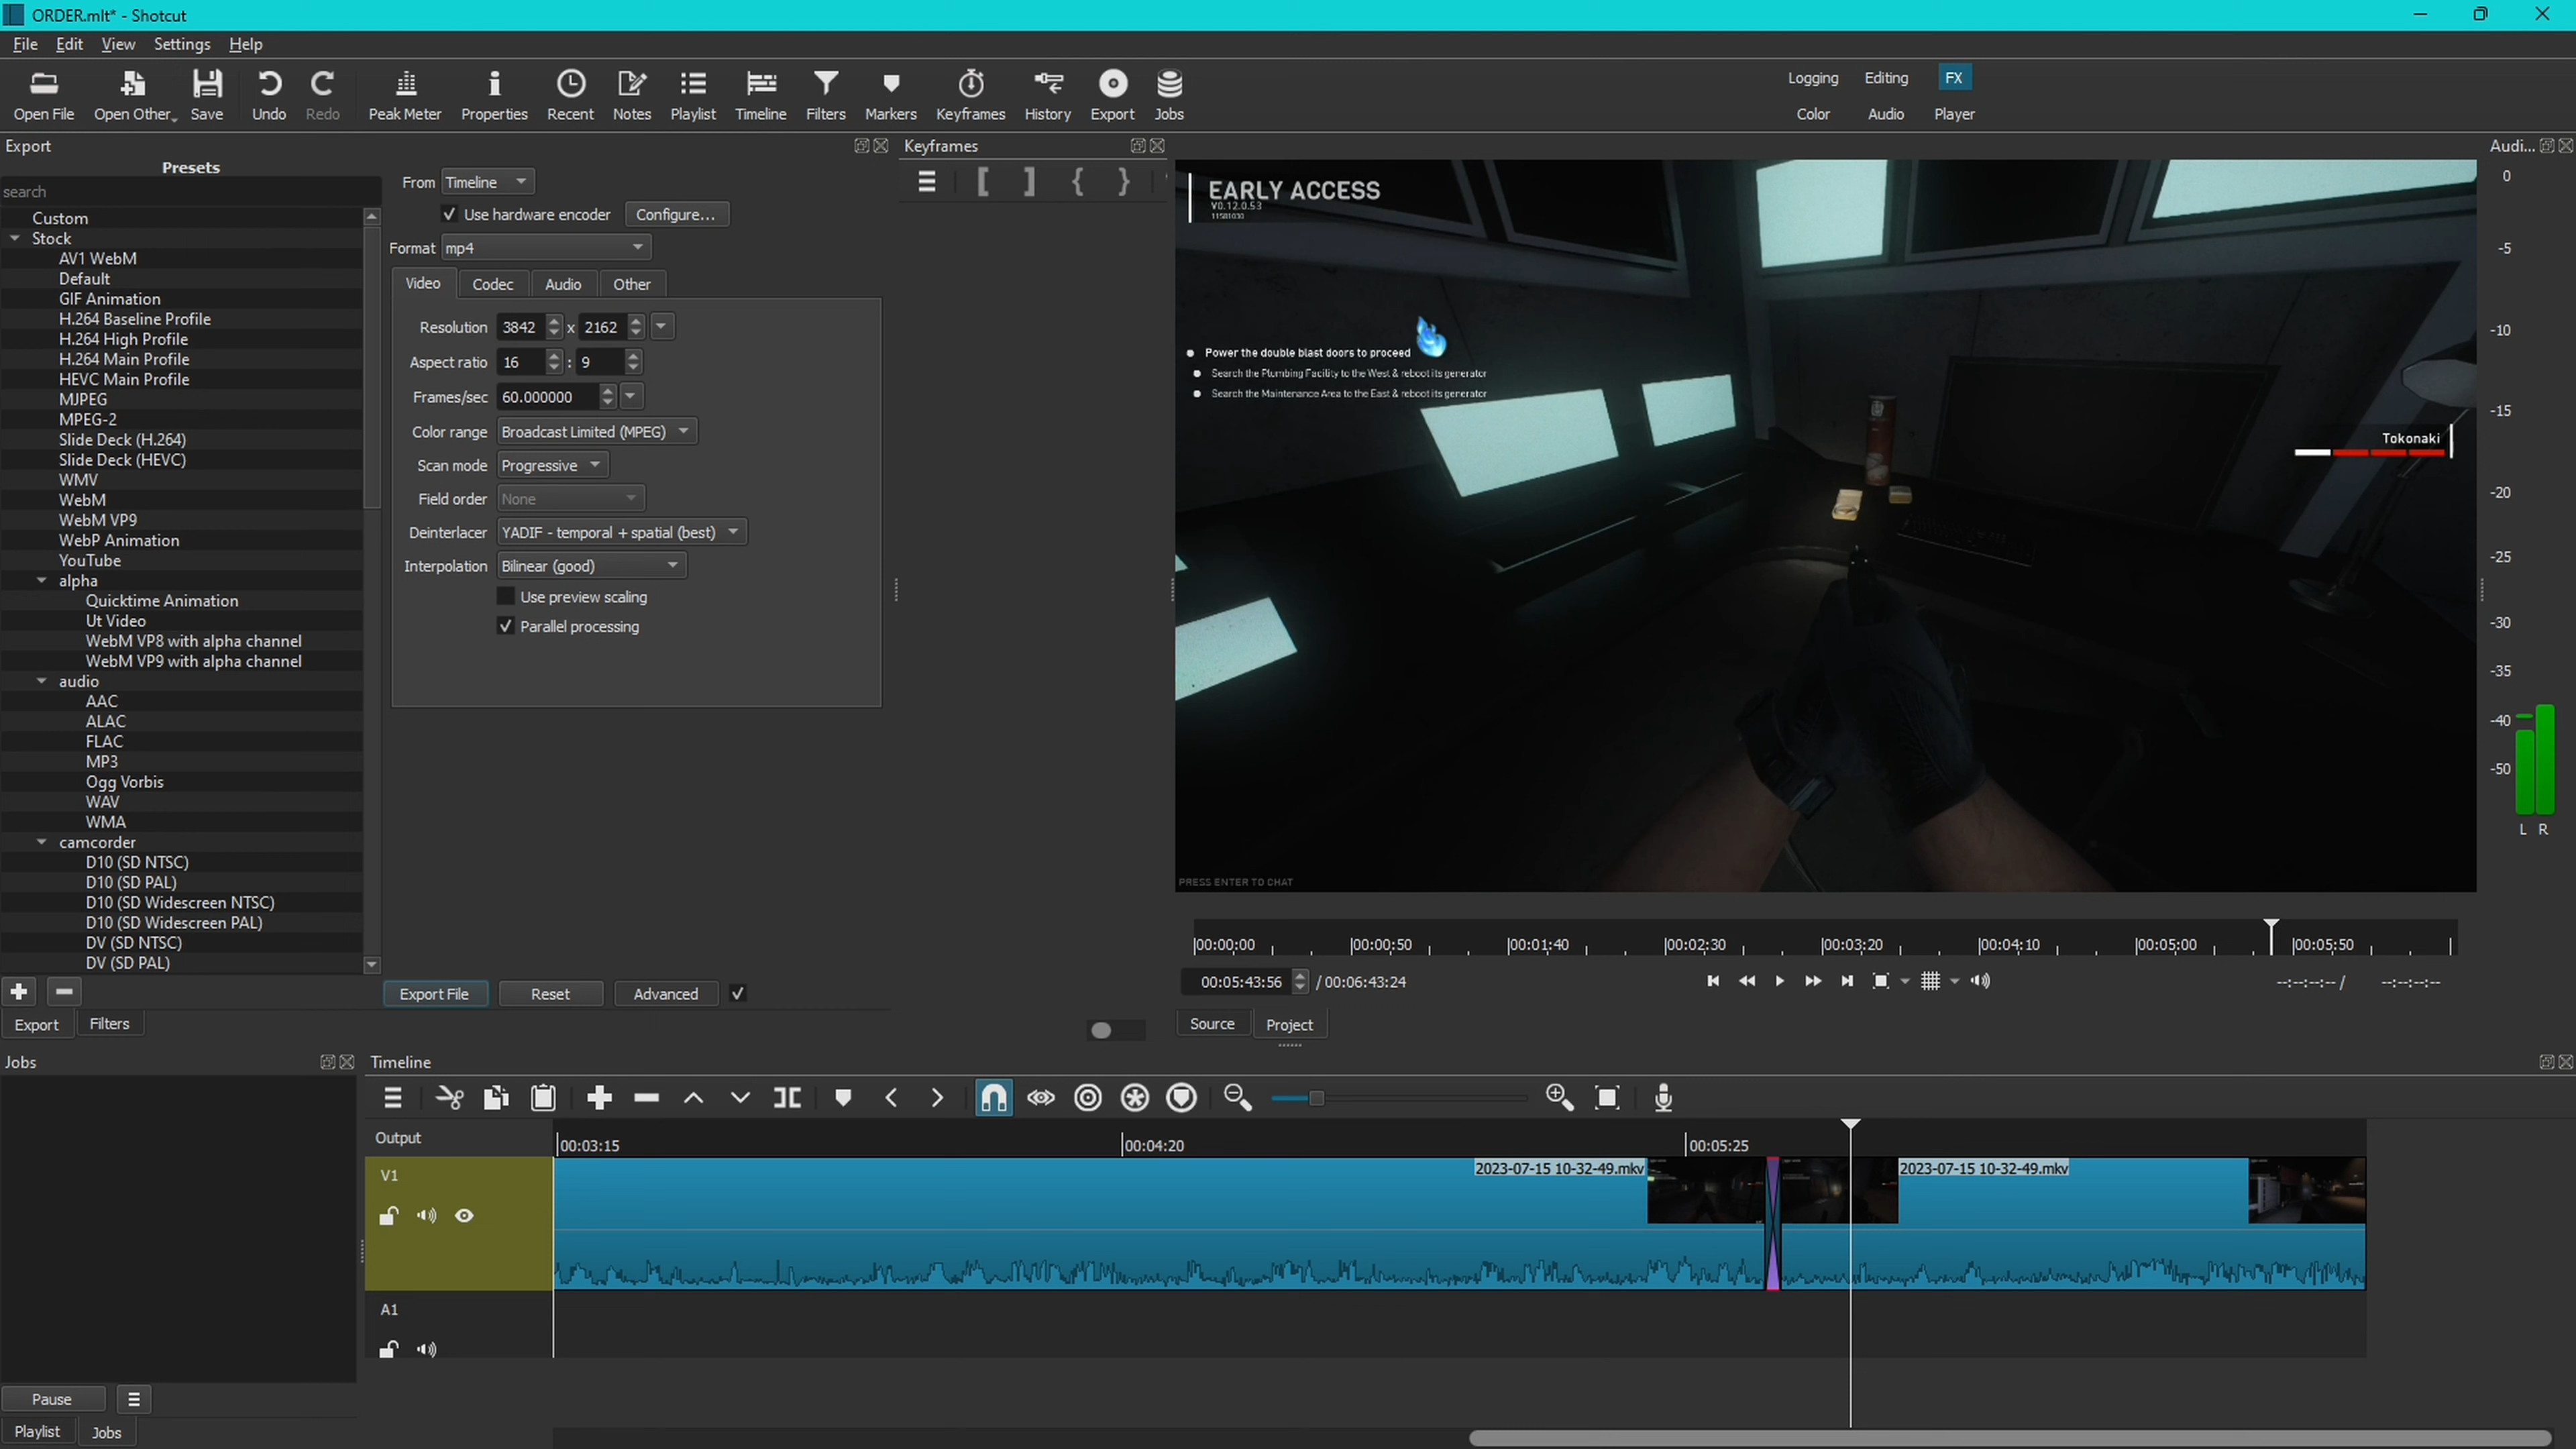 ORDER.mlt* - Shotcut
File Edit View Settings Help
Open File Open Other Save Undo Redo Peak Meter Properties Recent Notes Playlist Timeline Filters Markers Keyframes History Export Jobs
Logging Editing FX
Color Audio Player
Export
Presets
search
Custom
Stock
AV1 WebM
Default
GIF Animation
H.264 Baseline Profile
H.264 High Profile
H.264 Main Profile
HEVC Main Profile
MJPEG
MPEG-2
Slide Deck (H.264)
Slide Deck (HEVC)
WMV
WebM
WebM VP9
WebP Animation
YouTube
alpha
Quicktime Animation
Ut Video
WebM VP8 with alpha channel
WebM VP9 with alpha channel
audio
AAC
ALAC
FLAC
MP3
Ogg Vorbis
WAV
WMA
camcorder
D10 (SD NTSC)
D10 (SD PAL)
D10 (SD Widescreen NTSC)
D10 (SD Widescreen PAL)
DV (SD NTSC)
DV (SD PAL)
From Timeline
Use hardware encoder Configure...
Format mp4
Video Codec Audio Other
Resolution 3842 x 2162
Aspect ratio 16 : 9
Frames/sec 60.000000
Color range Broadcast Limited (MPEG)
Scan mode Progressive
Field order None
Deinterlacer YADIF - temporal + spatial (best)
Interpolation Bilinear (good)
Use preview scaling
Parallel processing
Export File Reset Advanced
Export Filters
Keyframes
EARLY ACCESS
V0.12.0.53
11581030
Power the double blast doors to proceed
Search the Plumbing Facility to the West & reboot its generator
Search the Maintenance Area to the East & reboot its generator
Tokonaki
PRESS ENTER TO CHAT
00:00:00 00:00:50 00:01:40 00:02:30 00:03:20 00:04:10 00:05:00 00:05:50
00:05:43:56 / 00:06:43:24
--:--:--:-- / --:--:--:--
Source Project
Audi...
0
-5
-10
-15
-20
-25
-30
-35
-40
-50
L R
Jobs
Pause
Playlist Jobs
Timeline
Output
00:03:15 00:04:20 00:05:25
V1
2023-07-15 10-32-49.mkv 2023-07-15 10-32-49.mkv
A1